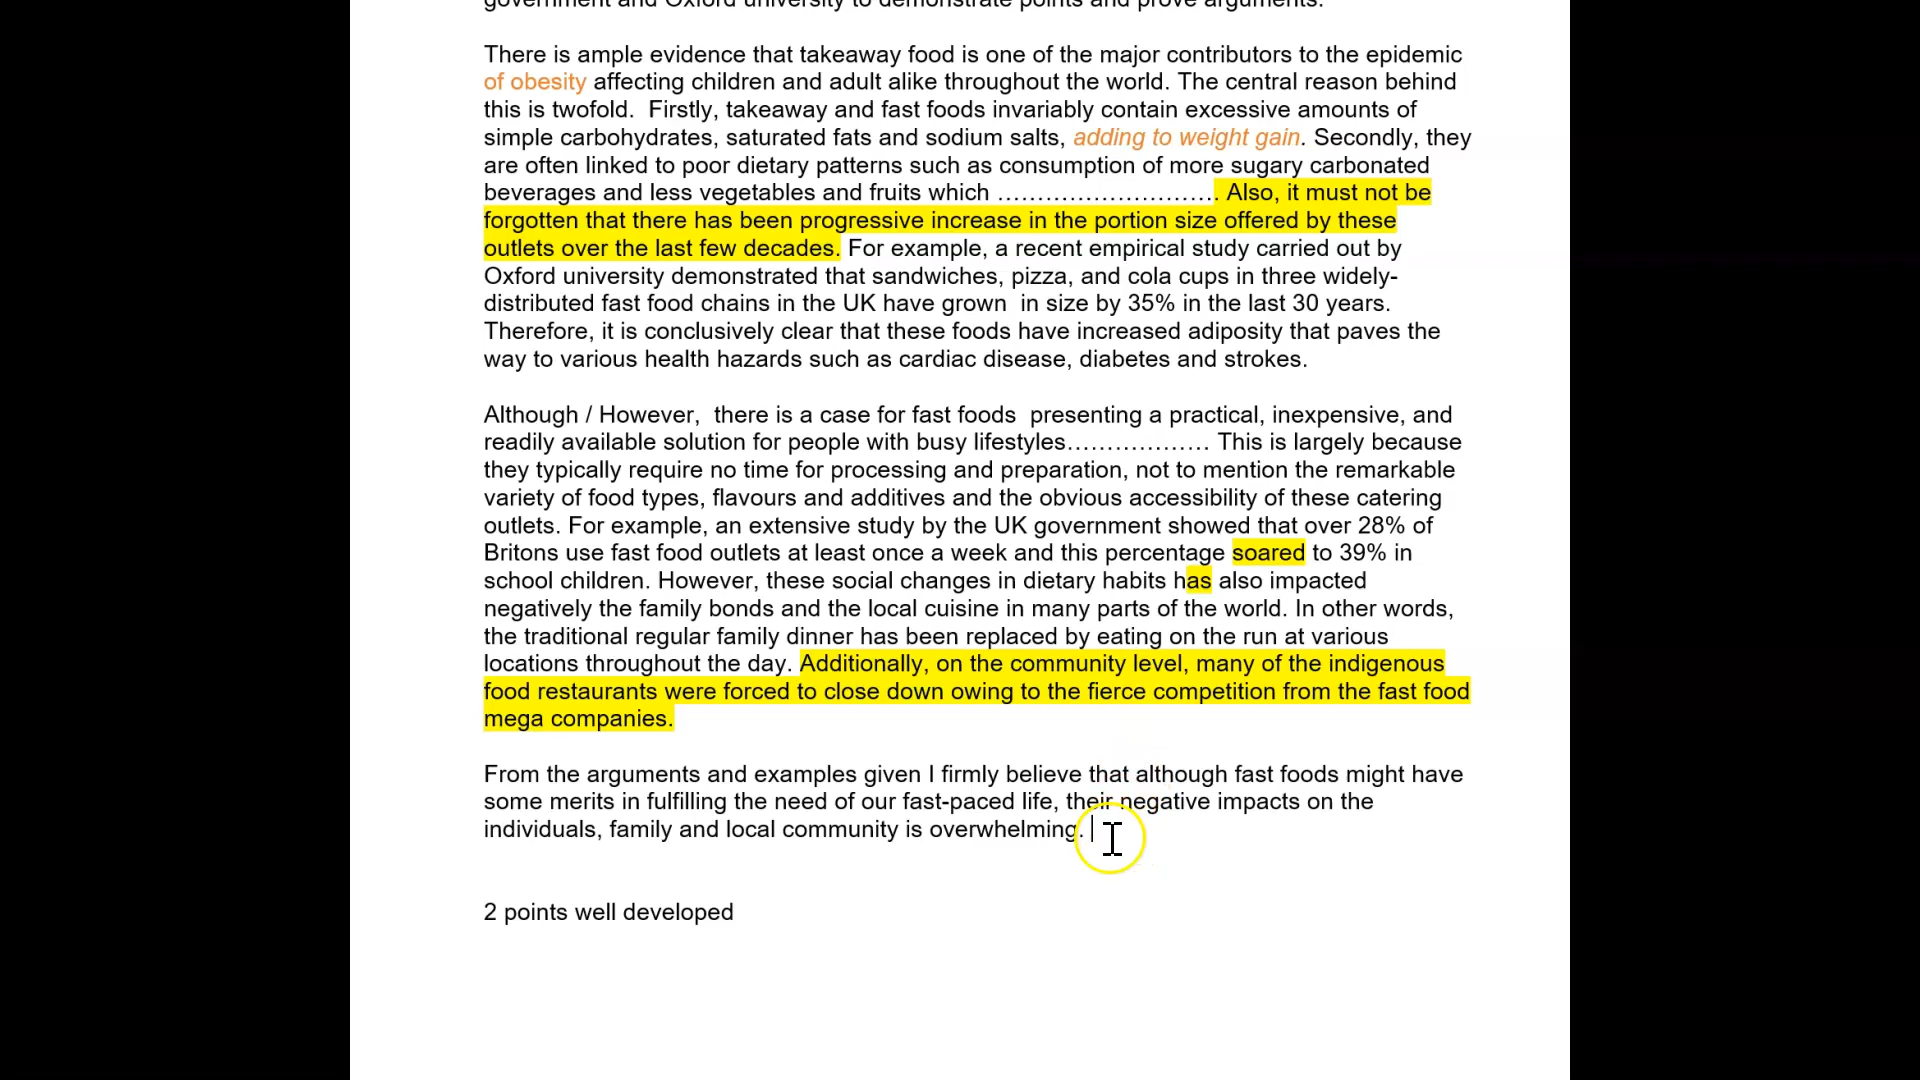 government and Oxford university to demonstrate points and prove arguments.
There is ample evidence that takeaway food is one of the major contributors to the epidemic
of obesity affecting children and adult alike throughout the world. The central reason behind
this is twofold.  Firstly, takeaway and fast foods invariably contain excessive amounts of
simple carbohydrates, saturated fats and sodium salts, adding to weight gain. Secondly, they
are often linked to poor dietary patterns such as consumption of more sugary carbonated
beverages and less vegetables and fruits which ………………………. Also, it must not be
forgotten that there has been progressive increase in the portion size offered by these
outlets over the last few decades. For example, a recent empirical study carried out by
Oxford university demonstrated that sandwiches, pizza, and cola cups in three widely-
distributed fast food chains in the UK have grown  in size by 35% in the last 30 years.
Therefore, it is conclusively clear that these foods have increased adiposity that paves the
way to various health hazards such as cardiac disease, diabetes and strokes.
Although / However,  there is a case for fast foods  presenting a practical, inexpensive, and
readily available solution for people with busy lifestyles……………… This is largely because
they typically require no time for processing and preparation, not to mention the remarkable
variety of food types, flavours and additives and the obvious accessibility of these catering
outlets. For example, an extensive study by the UK government showed that over 28% of
Britons use fast food outlets at least once a week and this percentage soared to 39% in
school children. However, these social changes in dietary habits has also impacted
negatively the family bonds and the local cuisine in many parts of the world. In other words,
the traditional regular family dinner has been replaced by eating on the run at various
locations throughout the day. Additionally, on the community level, many of the indigenous
food restaurants were forced to close down owing to the fierce competition from the fast food
mega companies.
From the arguments and examples given I firmly believe that although fast foods might have
some merits in fulfilling the need of our fast-paced life, their negative impacts on the
individuals, family and local community is overwhelming.
2 points well developed